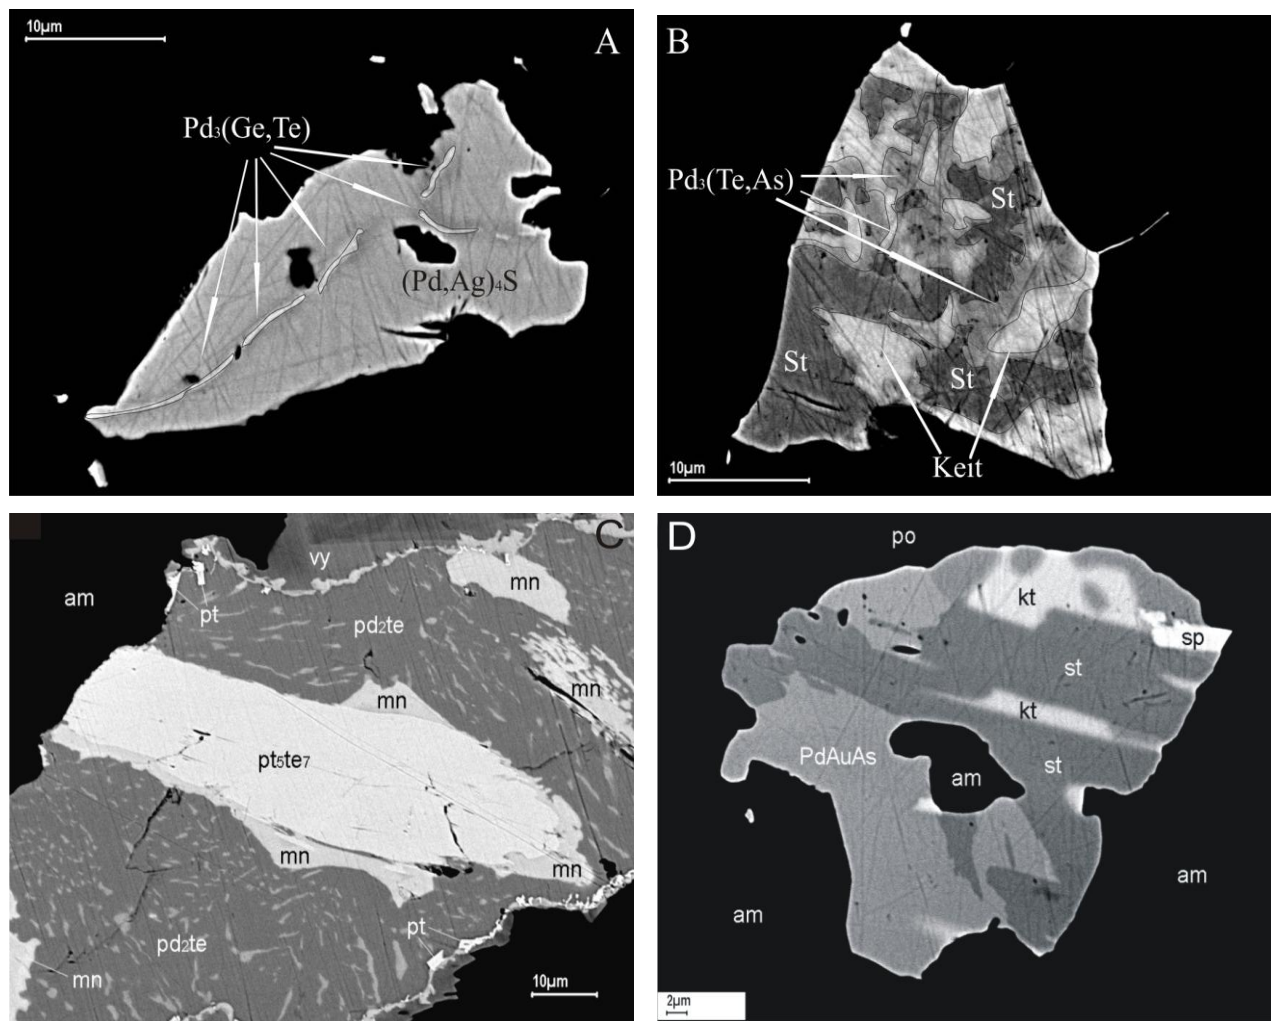 10µm
A
Pd₃(Ge,Te)
(Pd,Ag)₄S
B
Pd₃(Te,As)
St
St
St
Keit
10µm
C
vy
am
mn
pt
pd₂te
mn
mn
pt₅te₇
mn
mn
pt
pd₂te
mn
10µm
D
po
kt
sp
st
kt
PdAuAs
st
am
am
am
2µm